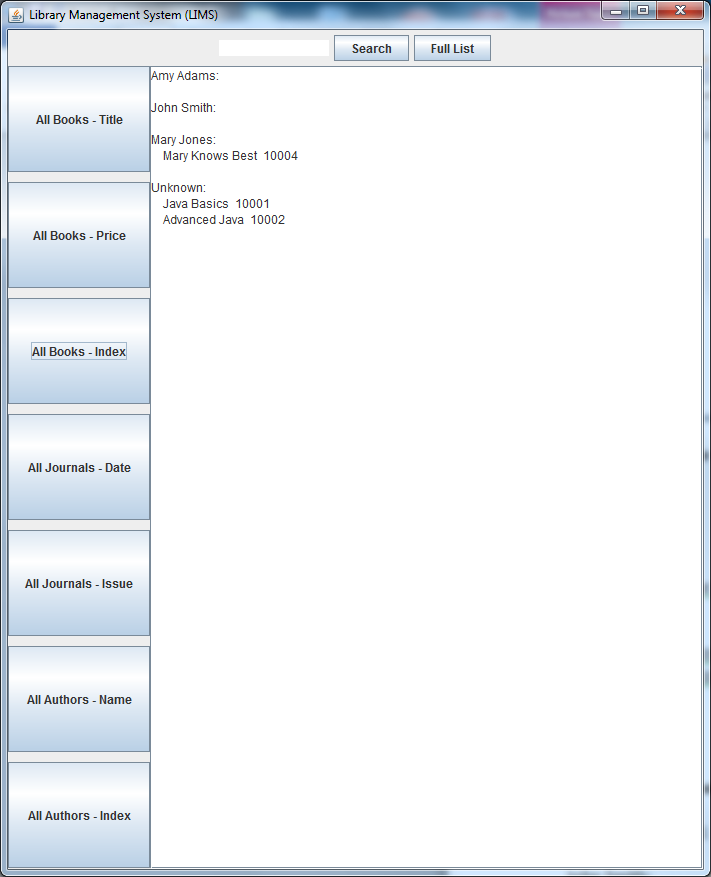 Library Management System (LIMS)
Search
Full List
All Books - Title
All Books - Price
All Books - Index
All Journals - Date
All Journals - Issue
All Authors - Name
All Authors - Index
Amy Adams:
John Smith:
Mary Jones:
Mary Knows Best 10004
Unknown:
Java Basics 10001
Advanced Java 10002